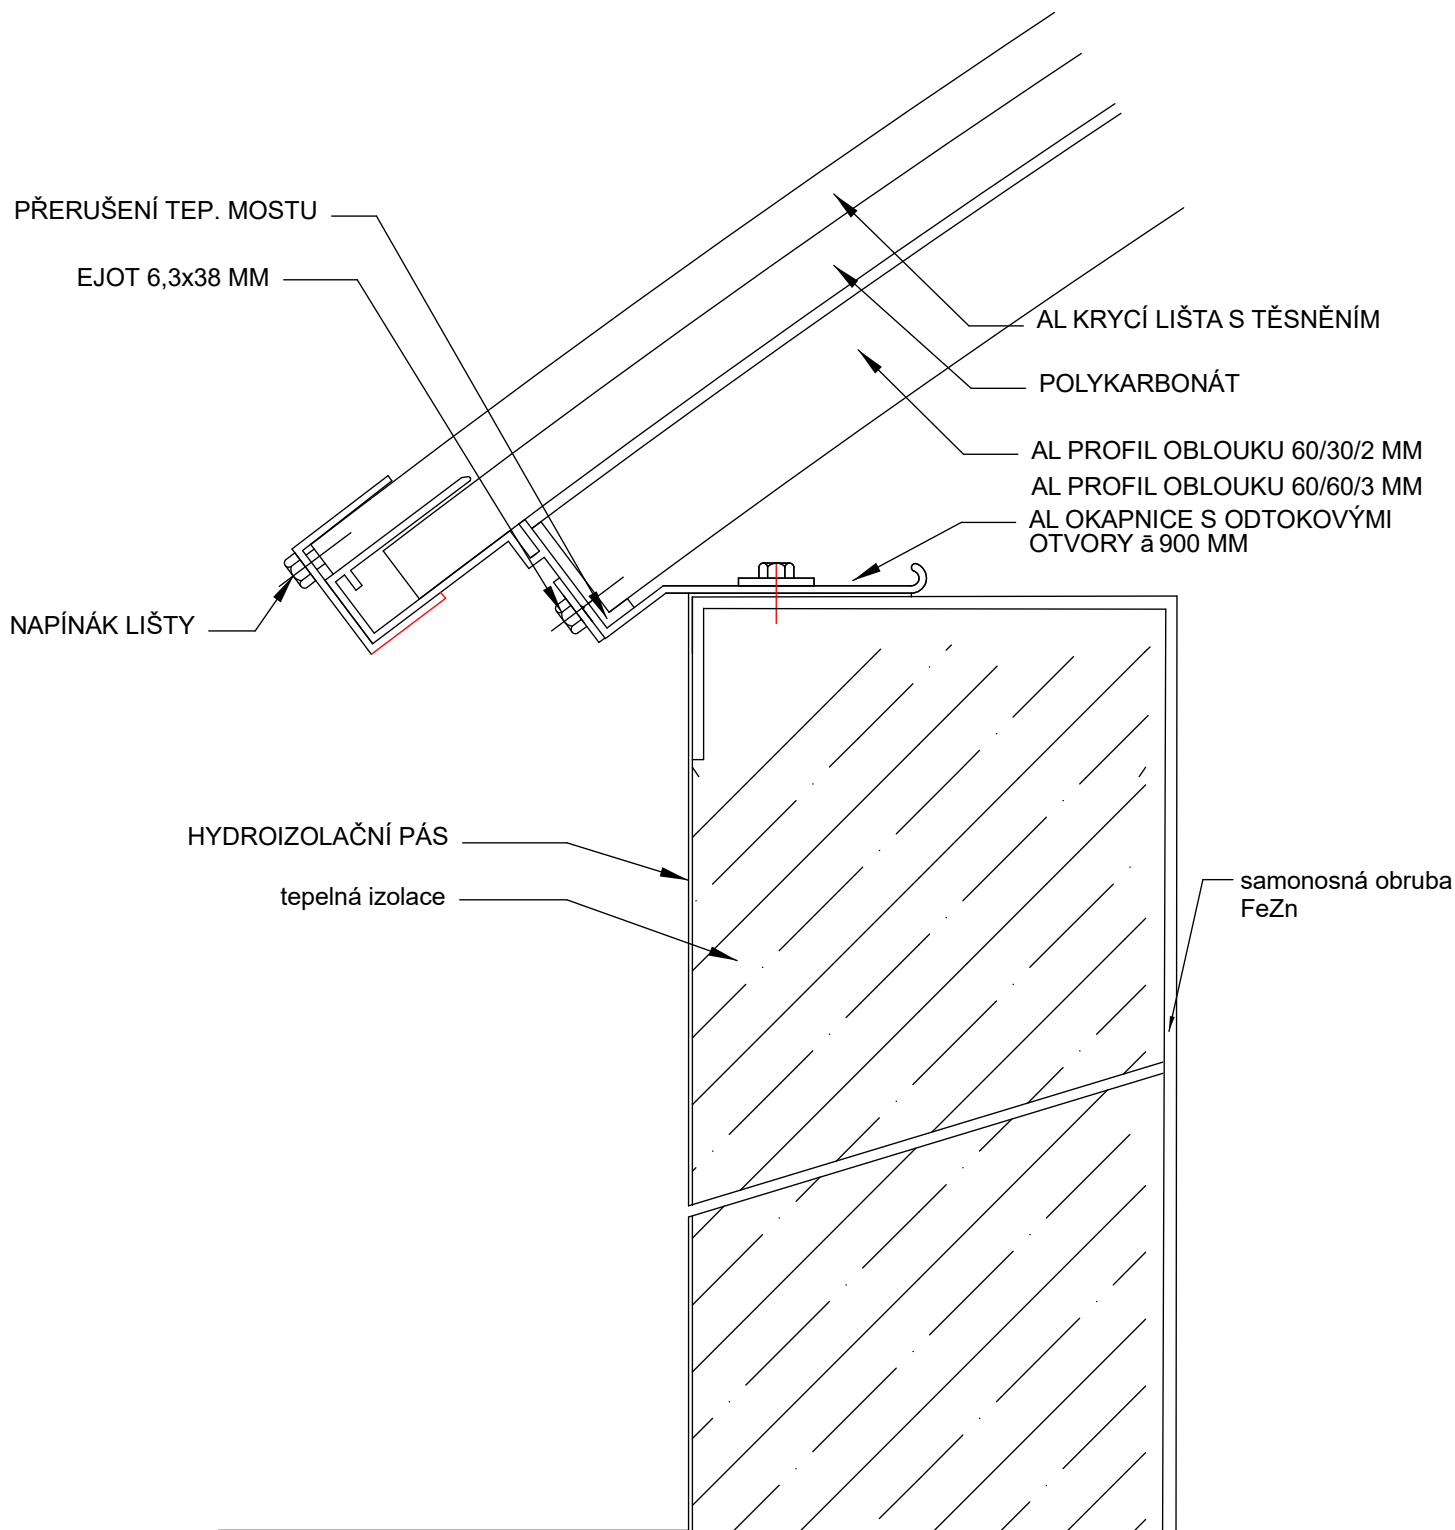 PŘERUŠENÍ TEP. MOSTU
EJOT 6,3x38 MM
AL KRYCÍ LIŠTA S TĚSNĚNÍM
POLYKARBONÁT
AL PROFIL OBLOUKU 60/30/2 MM
AL PROFIL OBLOUKU 60/60/3 MM
AL OKAPNICE S ODTOKOVÝMI
OTVORY ā 900 MM
NAPÍNÁK LIŠTY
HYDROIZOLAČNÍ PÁS
tepelná izolace
samonosná obruba
FeZn